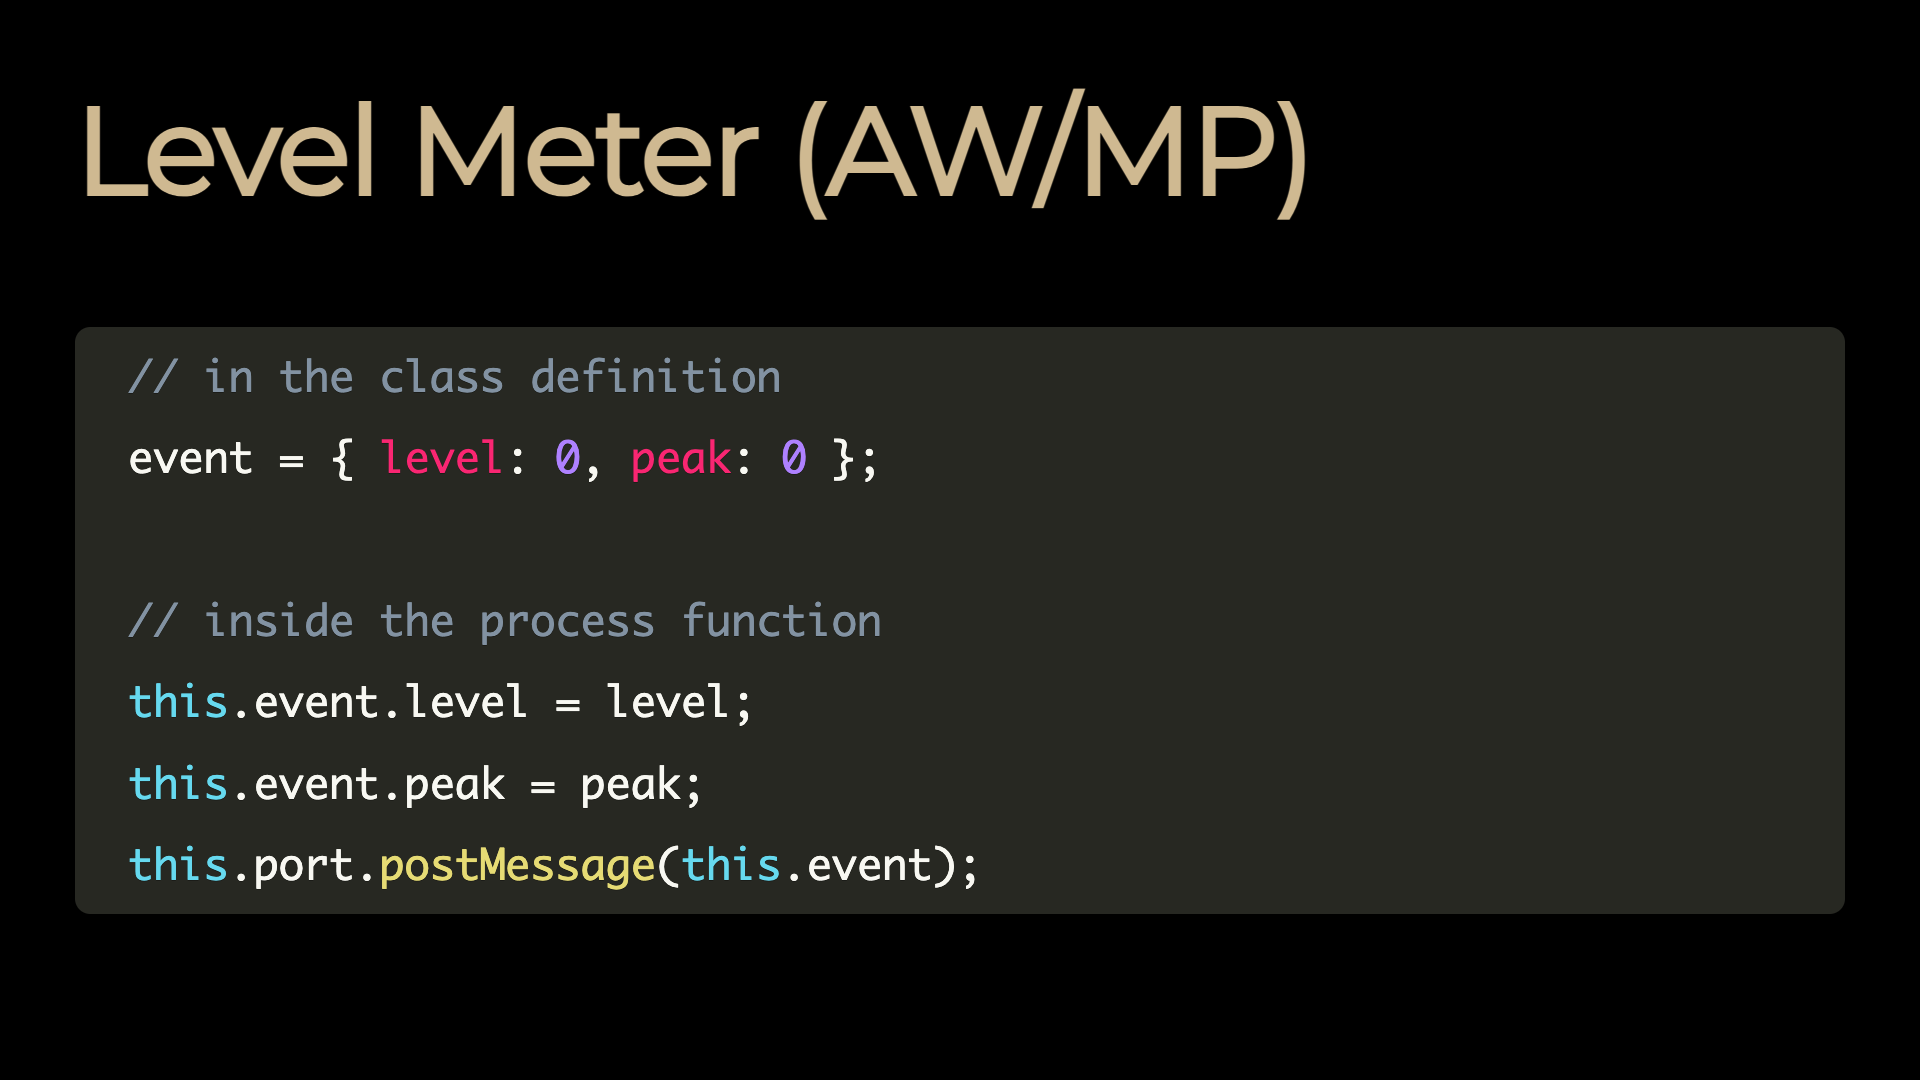 Level Meter (AW/MP)
// in the class definition
event = { level: 0, peak: 0 };
// inside the process function
this.event.level = level;
this.event.peak = peak;
this.port.postMessage(this.event);